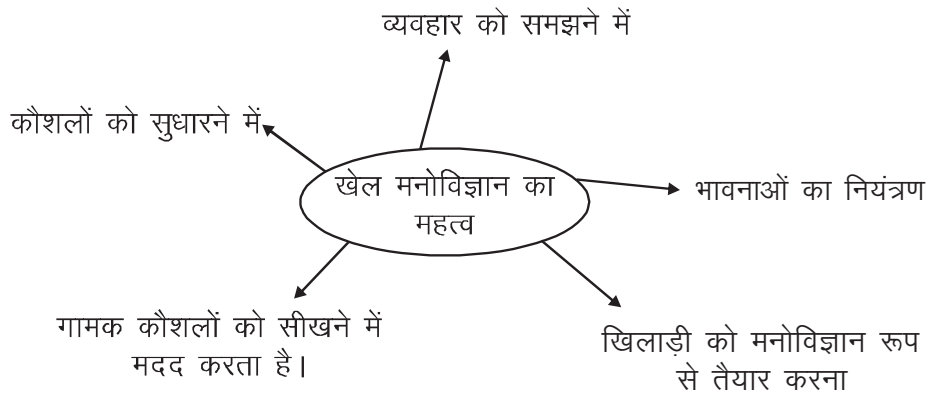 व्यवहार को समझने में
कौशलों को सुधारने में
खेल मनोविज्ञान का
महत्व
भावनाओं का नियंत्रण
गामक कौशलों को सीखने में
मदद करता है।
खिलाड़ी को मनोविज्ञान रूप
से तैयार करना